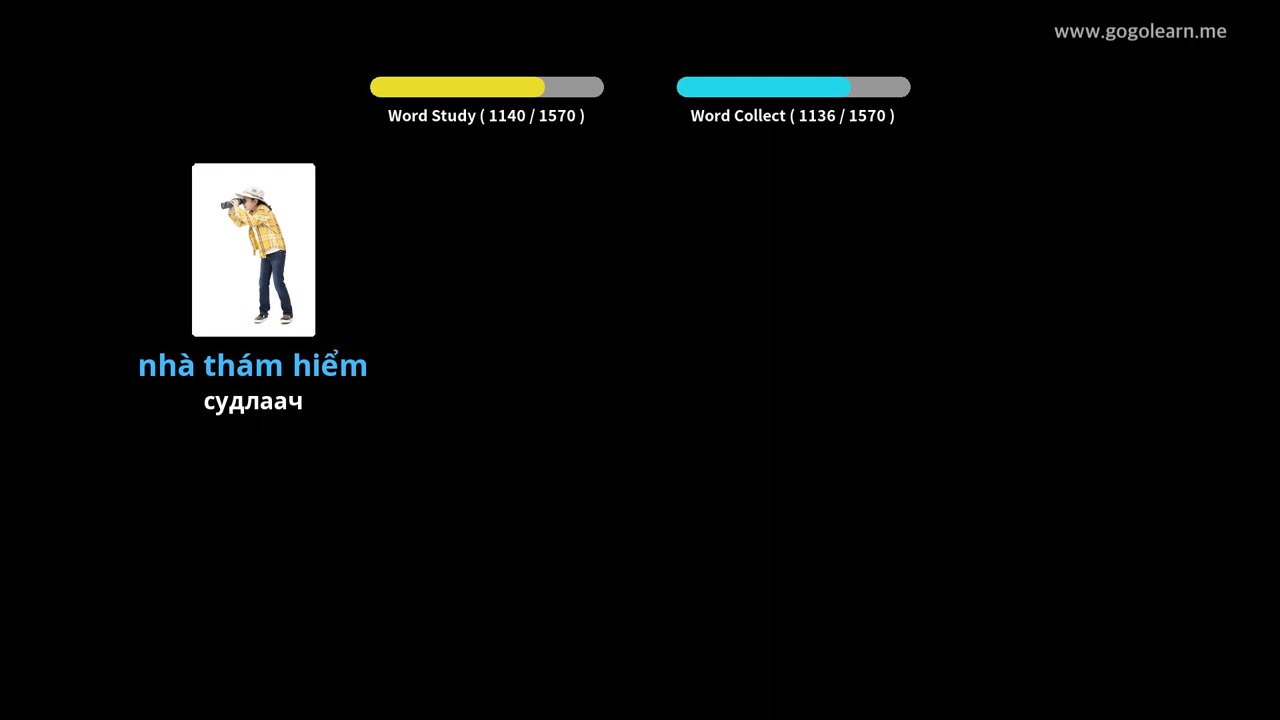 www.gogolearn.me
Word Study ( 1140 / 1570 )
Word Collect ( 1136 / 1570 )
nhà thám hiểm
судлаач